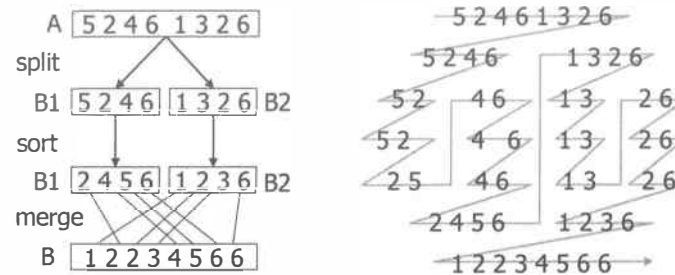 A 5 2 4 6 1 3 2 6
split
B1 5 2 4 6 1 3 2 6 B2
sort
B1 2 4 5 6 1 2 3 6 B2
merge
B 1 2 2 3 4 5 6 6
5 2 4 6 1 3 2 6
5 2 4 6 1 3 2 6
5 2 4 6 1 3 2 6
5 2 4 6 1 3 2 6
2 5 4 6 1 3 2 6
2 4 5 6 1 2 3 6
1 2 2 3 4 5 6 6